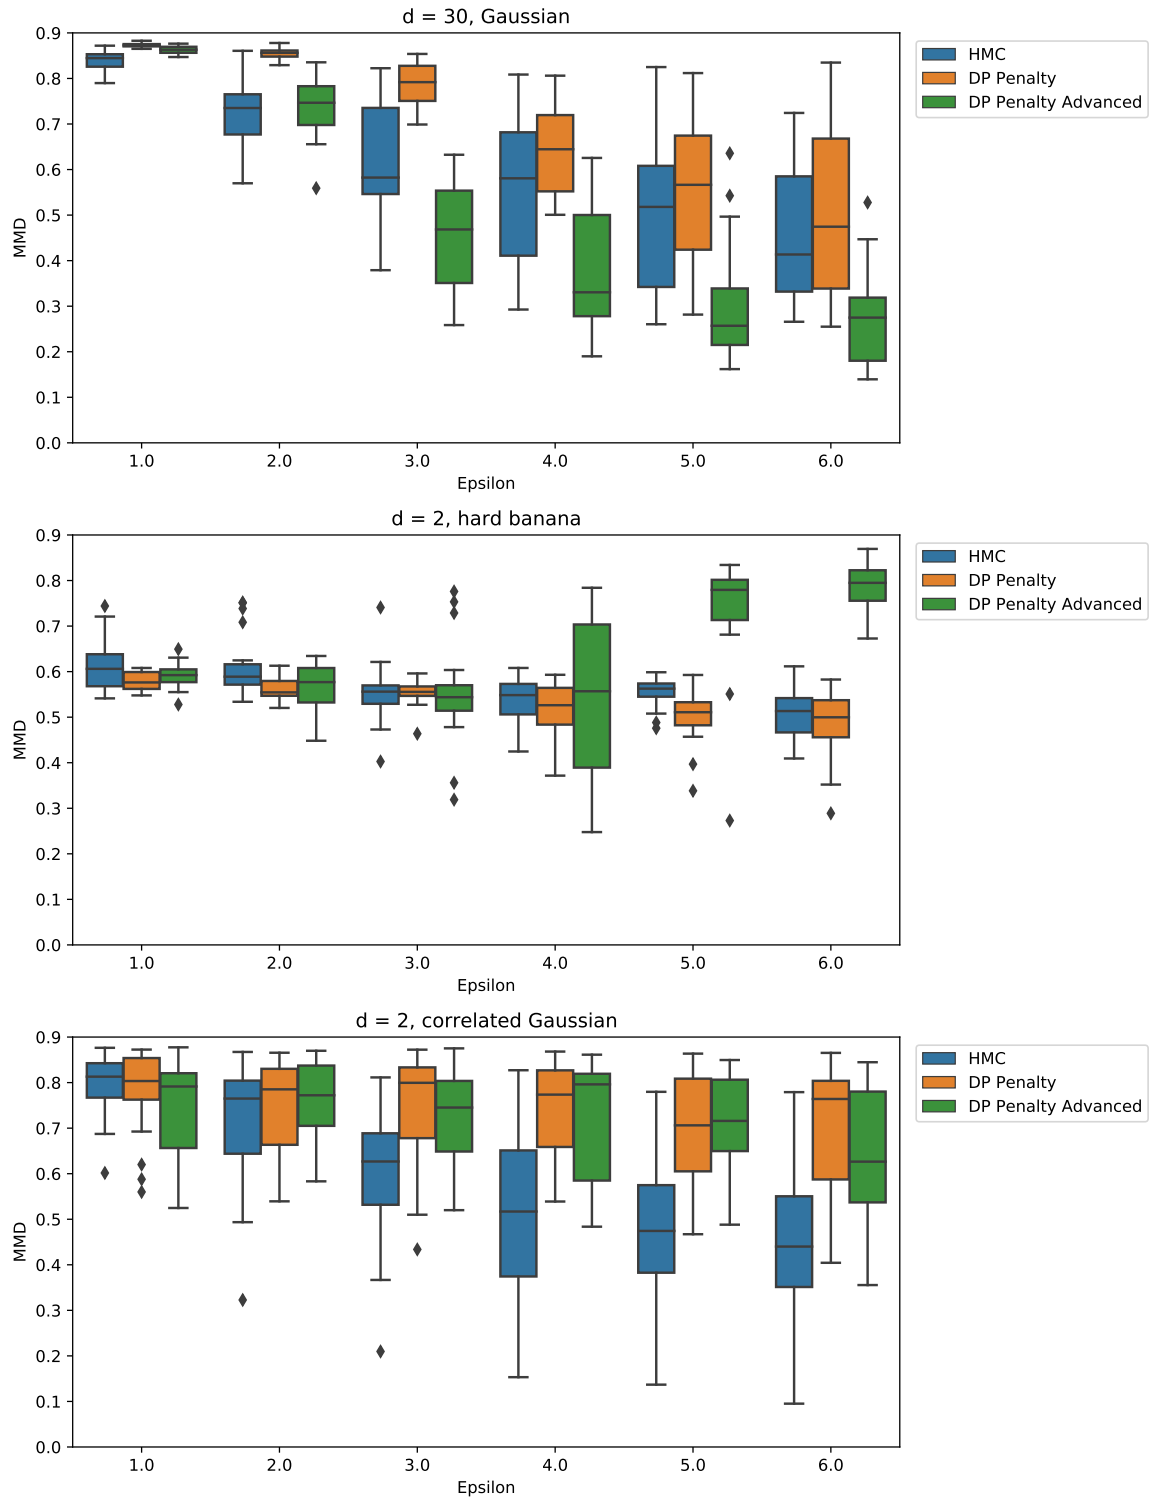 d = 30, Gaussian
0.9
0.8
0.7
0.6
0.5
0.4
0.3
0.2
0.1
0.0
MMD
1.0 2.0 3.0 4.0 5.0 6.0
Epsilon
HMC
DP Penalty
DP Penalty Advanced
d = 2, hard banana
0.9
0.8
0.7
0.6
0.5
0.4
0.3
0.2
0.1
0.0
MMD
1.0 2.0 3.0 4.0 5.0 6.0
Epsilon
HMC
DP Penalty
DP Penalty Advanced
d = 2, correlated Gaussian
0.9
0.8
0.7
0.6
0.5
0.4
0.3
0.2
0.1
0.0
MMD
1.0 2.0 3.0 4.0 5.0 6.0
Epsilon
HMC
DP Penalty
DP Penalty Advanced